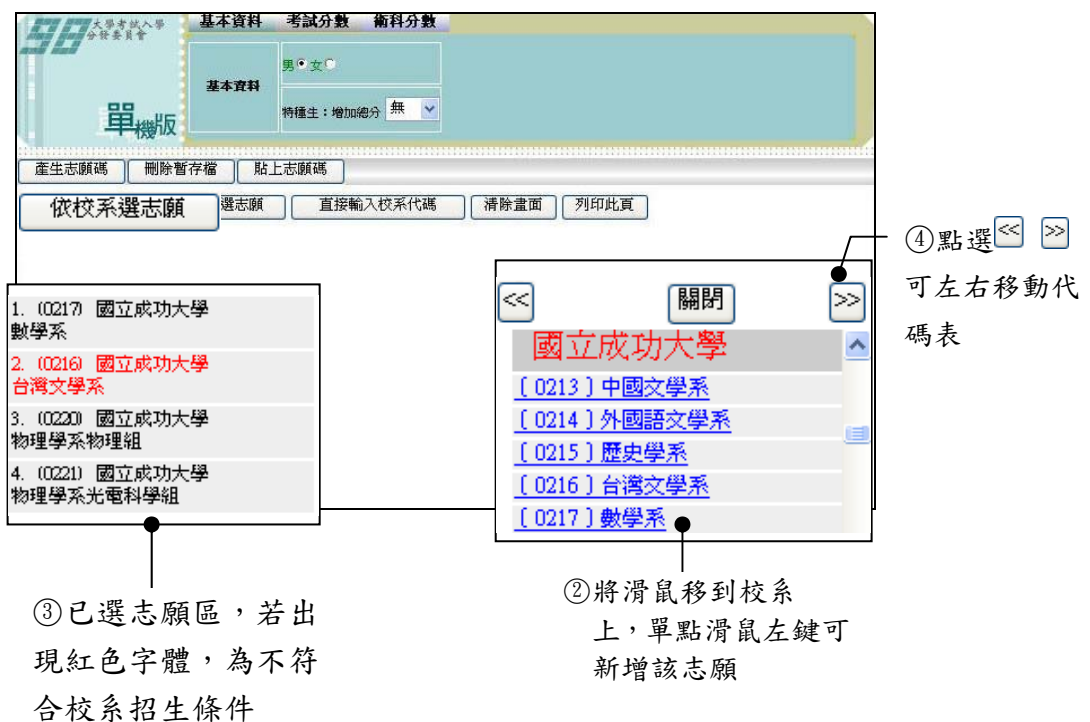 98 大學考試入學
分發委員會
單機版
基本資料 考試分數 術科分數
基本資料
男 女
特種生：增加總分 無
產生志願碼 刪除暫存檔 貼上志願碼
依校系選志願 選志願 直接輸入校系代碼 清除畫面 列印此頁
1. (0217) 國立成功大學
數學系
2. (0216) 國立成功大學
台灣文學系
3. (0220) 國立成功大學
物理學系物理組
4. (0221) 國立成功大學
物理學系光電科學組
<< 關閉 >>
國立成功大學
〔0213〕中國文學系
〔0214〕外國語文學系
〔0215〕歷史學系
〔0216〕台灣文學系
〔0217〕數學系
④點選<< >>
可左右移動代
碼表
②將滑鼠移到校系
上，單點滑鼠左鍵可
新增該志願
③已選志願區，若出
現紅色字體，為不符
合校系招生條件